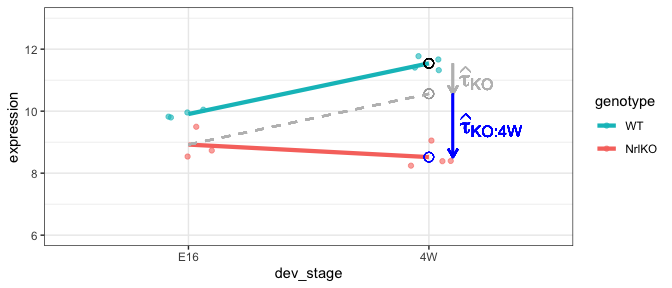 12
10
8
6
expression
E16
4W
dev_stage
τ̂KO
τ̂KO:4W
genotype
WT
NrlKO